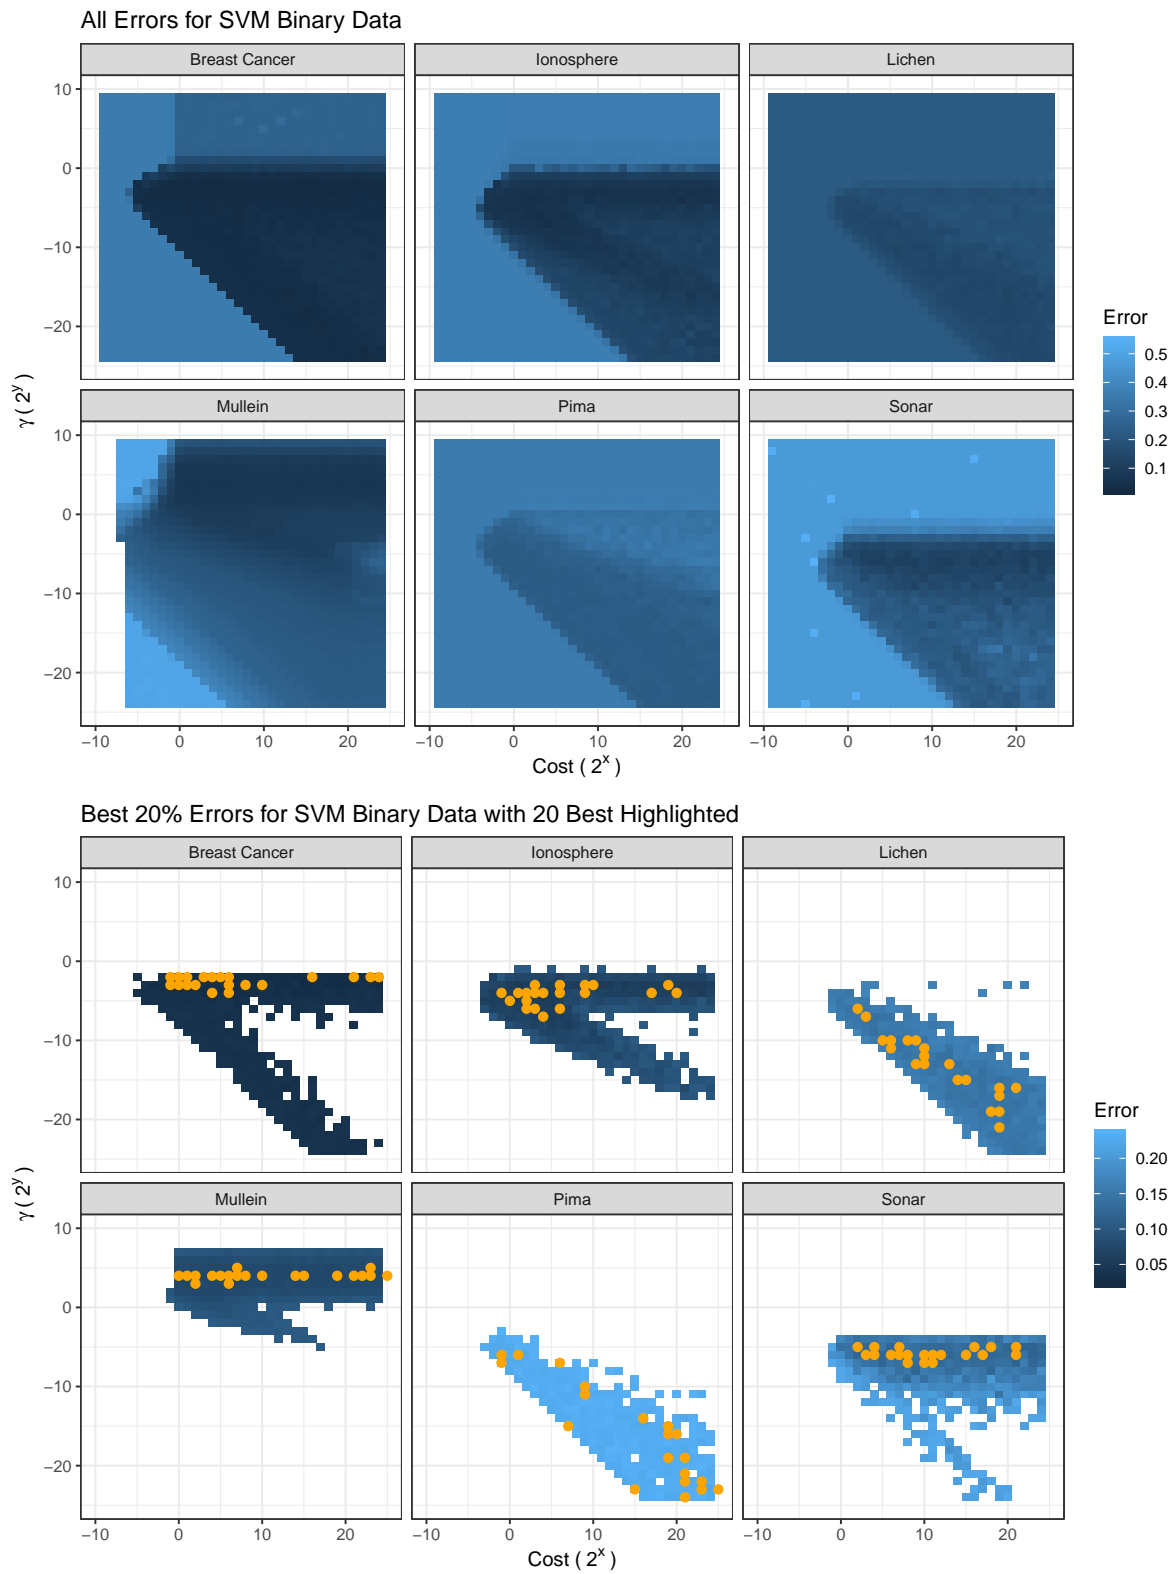 All Errors for SVM Binary Data
Breast Cancer Ionosphere Lichen
10
0
−10
−20
Mullein Pima Sonar
10
0
−10
−20
−10 0 10 20 −10 0 10 20 −10 0 10 20
Cost ( 2^x )
γ ( 2^y )
Error
0.5
0.4
0.3
0.2
0.1
Best 20% Errors for SVM Binary Data with 20 Best Highlighted
Breast Cancer Ionosphere Lichen
10
0
−10
−20
Mullein Pima Sonar
10
0
−10
−20
−10 0 10 20 −10 0 10 20 −10 0 10 20
Cost ( 2^x )
γ ( 2^y )
Error
0.20
0.15
0.10
0.05